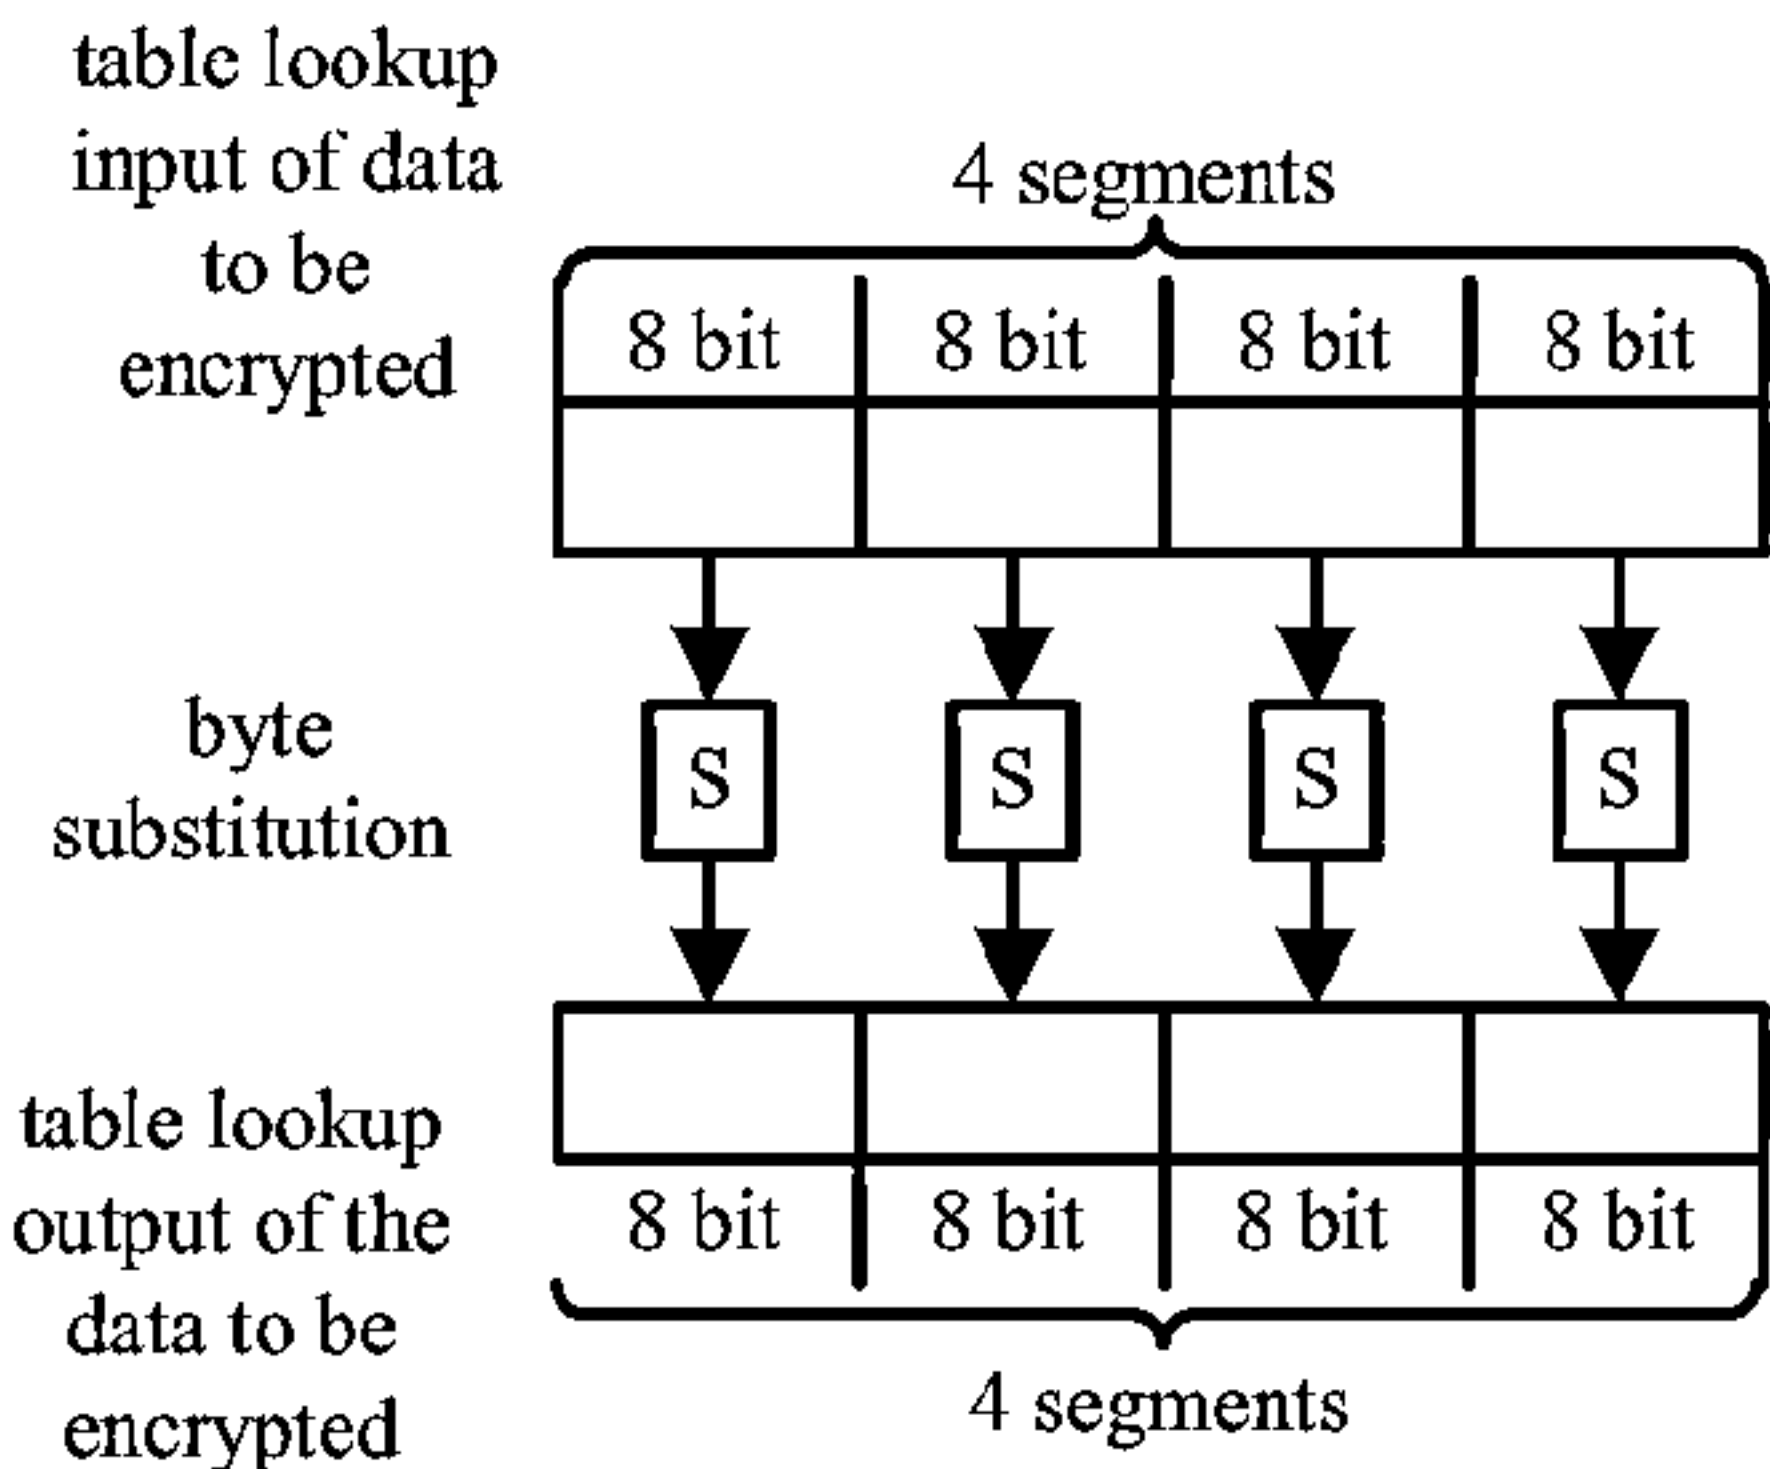 table lookup
input of data
to be
encrypted
4 segments
8 bit 8 bit 8 bit 8 bit
byte
substitution
S S S S
table lookup
output of the
data to be
encrypted
8 bit 8 bit 8 bit 8 bit
4 segments